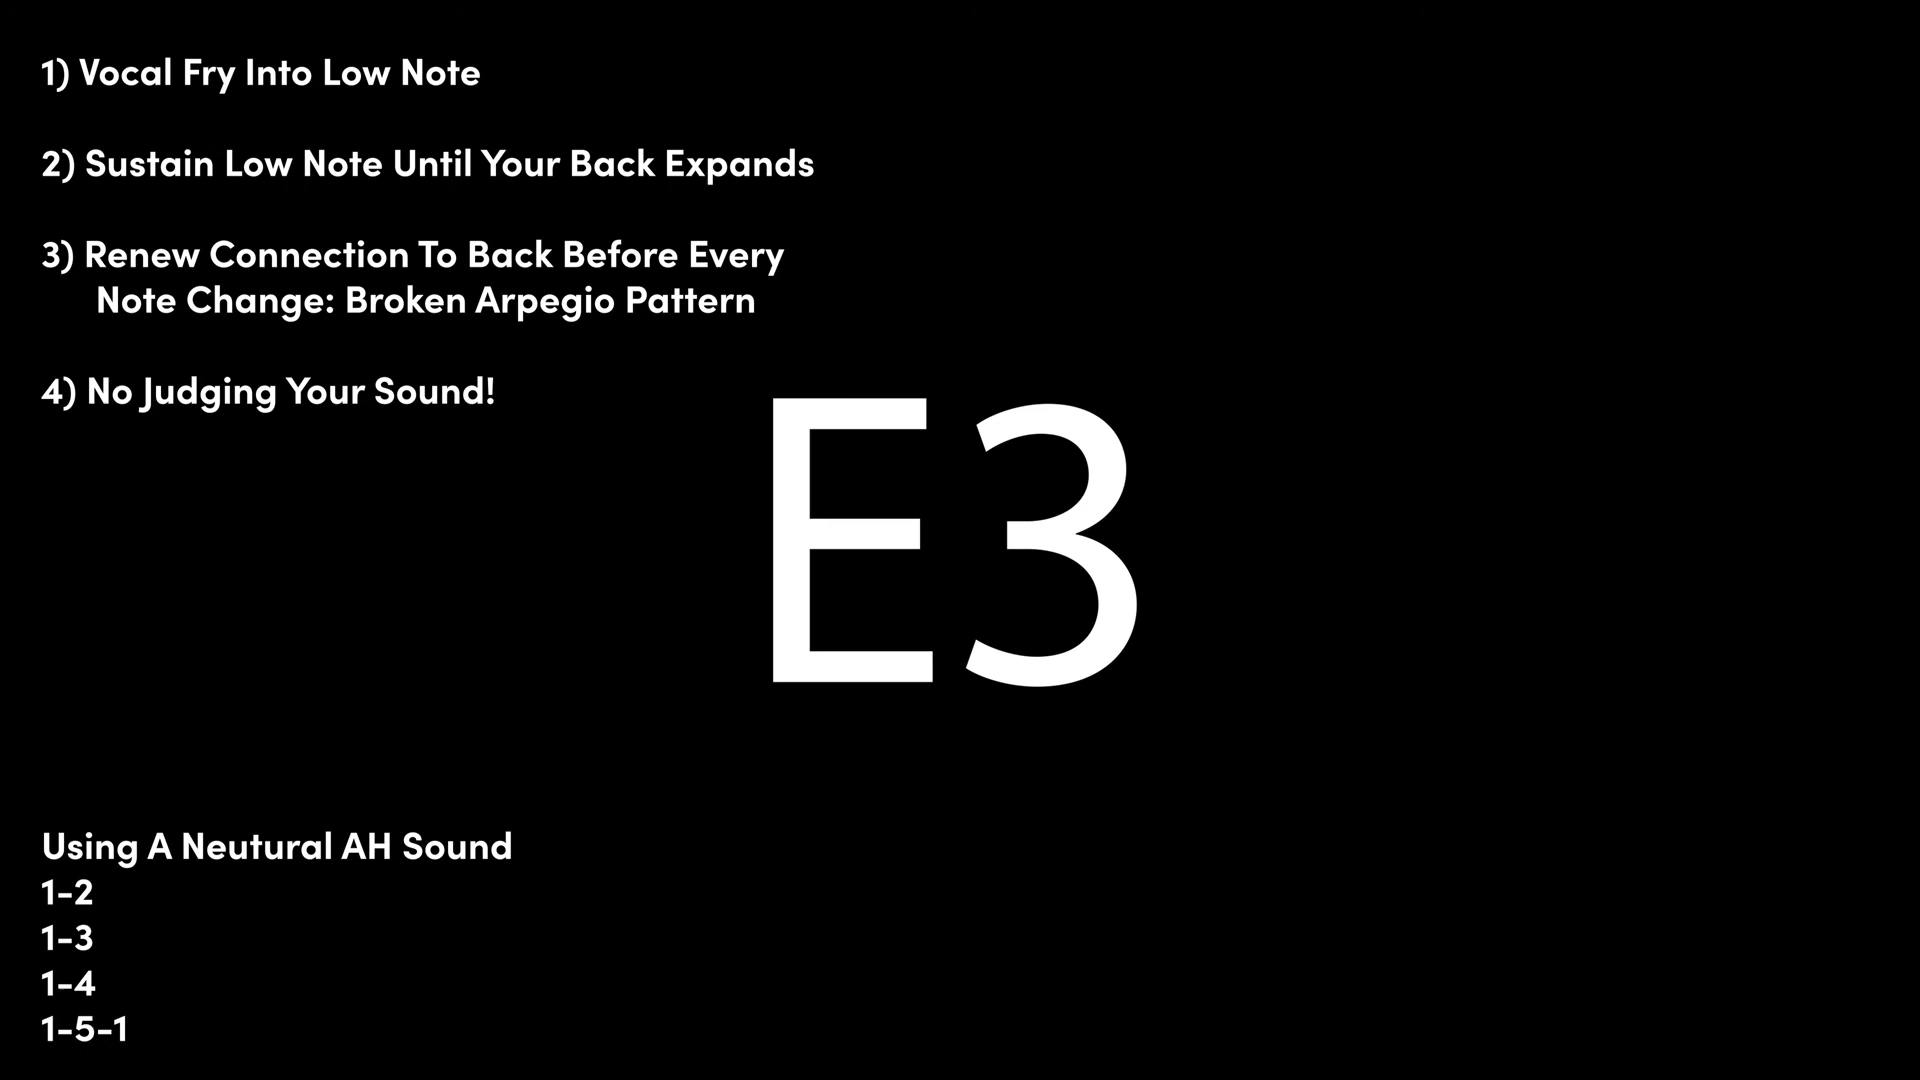 1) Vocal Fry Into Low Note
2) Sustain Low Note Until Your Back Expands
3) Renew Connection To Back Before Every
Note Change: Broken Arpegio Pattern
4) No Judging Your Sound!
E3
Using A Neutural AH Sound
1-2
1-3
1-4
1-5-1